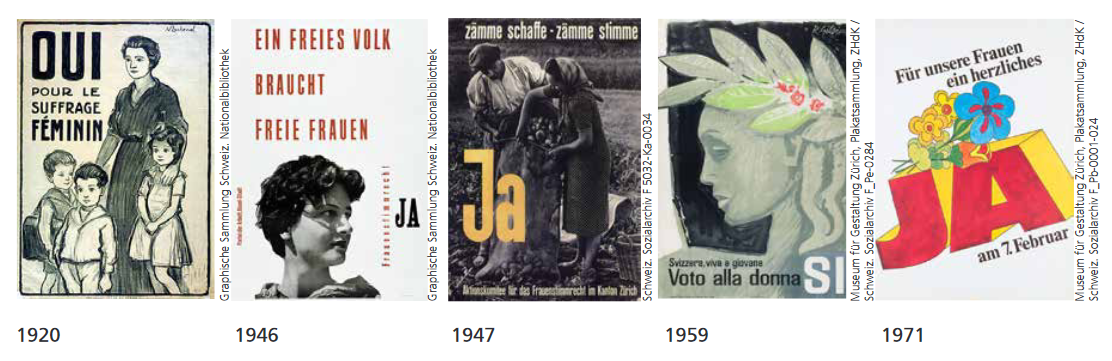 OUI
POUR LE
SUFFRAGE
FÉMININ
Graphische Sammlung Schweiz. Nationalbibliothek
EIN FREIES VOLK
BRAUCHT
FREIE FRAUEN
Frauenstimmrecht
JA
Graphische Sammlung Schweiz. Nationalbibliothek
zämme schaffe · zämme stimme
Ja
Aktionskomitee für das Frauenstimmrecht im Kanton Zürich
Schweiz. Sozialarchiv F 5032-Ka-0034
Svizzera, viva e giovane
Voto alla donna SI
Museum für Gestaltung Zürich, Plakatsammlung, ZHdK /
Schweiz. Sozialarchiv F_Pe-0284
Für unsere Frauen
ein herzliches
JA
am 7. Februar
Museum für Gestaltung Zürich, Plakatsammlung, ZHdK /
Schweiz. Sozialarchiv F_Pb-0001-024
1920
1946
1947
1959
1971